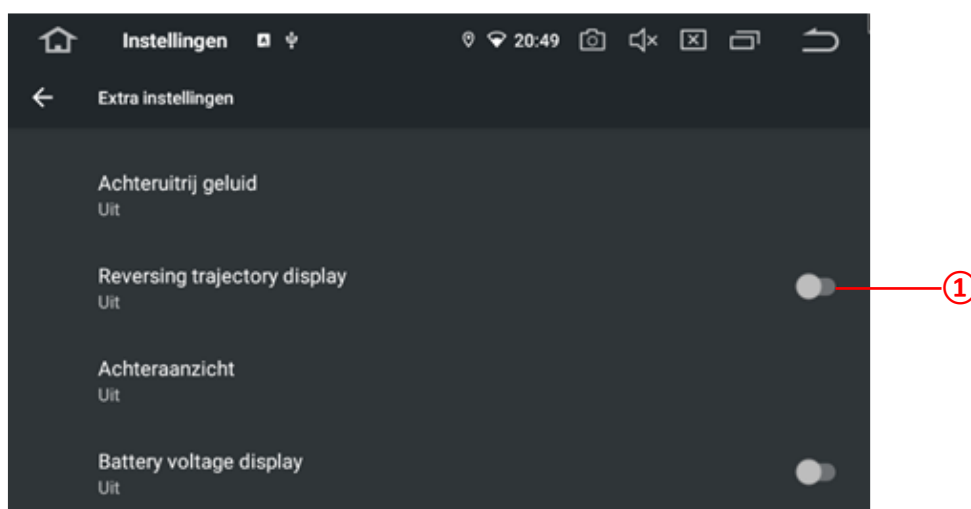 Instellingen 20:49
Extra instellingen
Achteruitrij geluid
Uit
Reversing trajectory display
Uit
1
Achteraanzicht
Uit
Battery voltage display
Uit